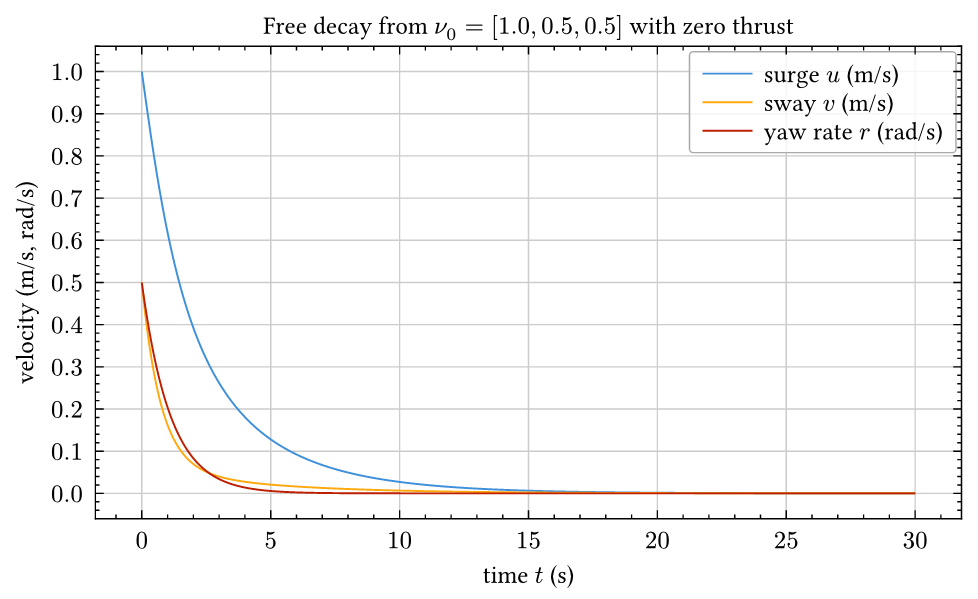 Free decay from ν₀ = [1.0, 0.5, 0.5] with zero thrust
surge u (m/s)
sway v (m/s)
yaw rate r (rad/s)
velocity (m/s, rad/s)
1.0
0.9
0.8
0.7
0.6
0.5
0.4
0.3
0.2
0.1
0.0
0 5 10 15 20 25 30
time t (s)